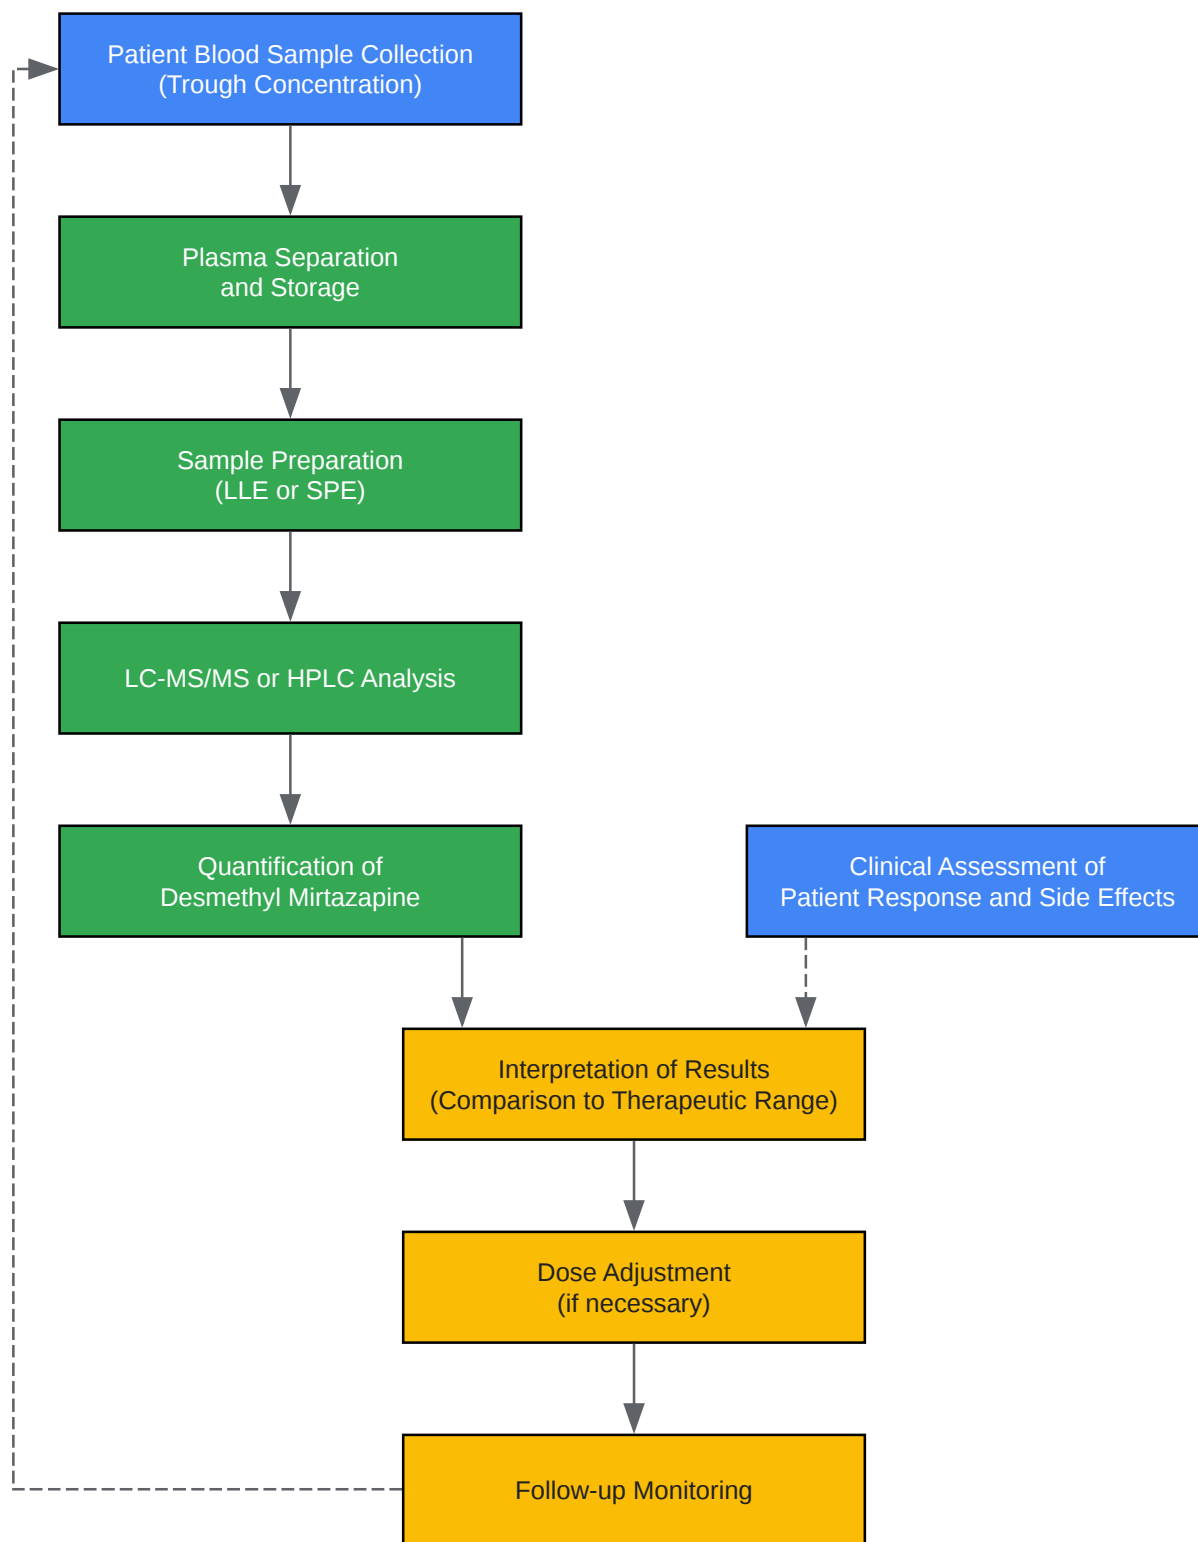 Patient Blood Sample Collection
(Trough Concentration)
Plasma Separation
and Storage
Sample Preparation
(LLE or SPE)
LC-MS/MS or HPLC Analysis
Quantification of
Desmethyl Mirtazapine
Clinical Assessment of
Patient Response and Side Effects
Interpretation of Results
(Comparison to Therapeutic Range)
Dose Adjustment
(if necessary)
Follow-up Monitoring